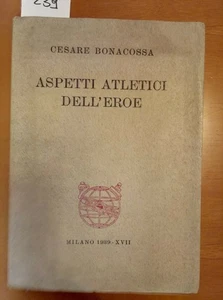 239
CESARE BONACOSSA
ASPETTI ATLETICI
DELL'EROE
MILANO 1939-XVII